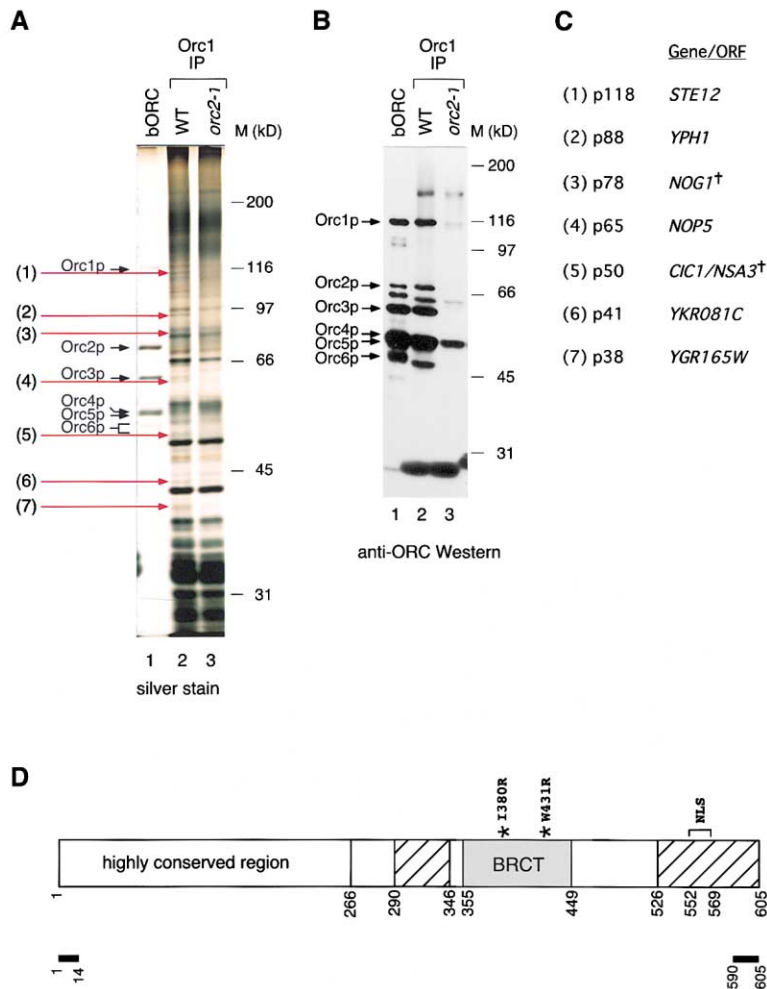 A
Orc1
IP
bORC
WT
orc2-1
M (kD)
200
116
97
66
45
31
(1)
Orc1p
(2)
(3)
Orc2p
(4)
Orc3p
Orc4p
Orc5p
(5)
Orc6p
(6)
(7)
1 2 3
silver stain
B
Orc1
IP
bORC
WT
orc2-1
M (kD)
200
116
97
66
45
31
Orc1p
Orc2p
Orc3p
Orc4p
Orc5p
Orc6p
1 2 3
anti-ORC Western
C
Gene/ORF
(1) p118 STE12
(2) p88 YPH1
(3) p78 NOG1†
(4) p65 NOP5
(5) p50 CIC1/NSA3†
(6) p41 YKR081C
(7) p38 YGR165W
D
* I380R
* W431R
NLS
highly conserved region
BRCT
1 266 290 346 355 449 526 552 569 605
1 14 590 605